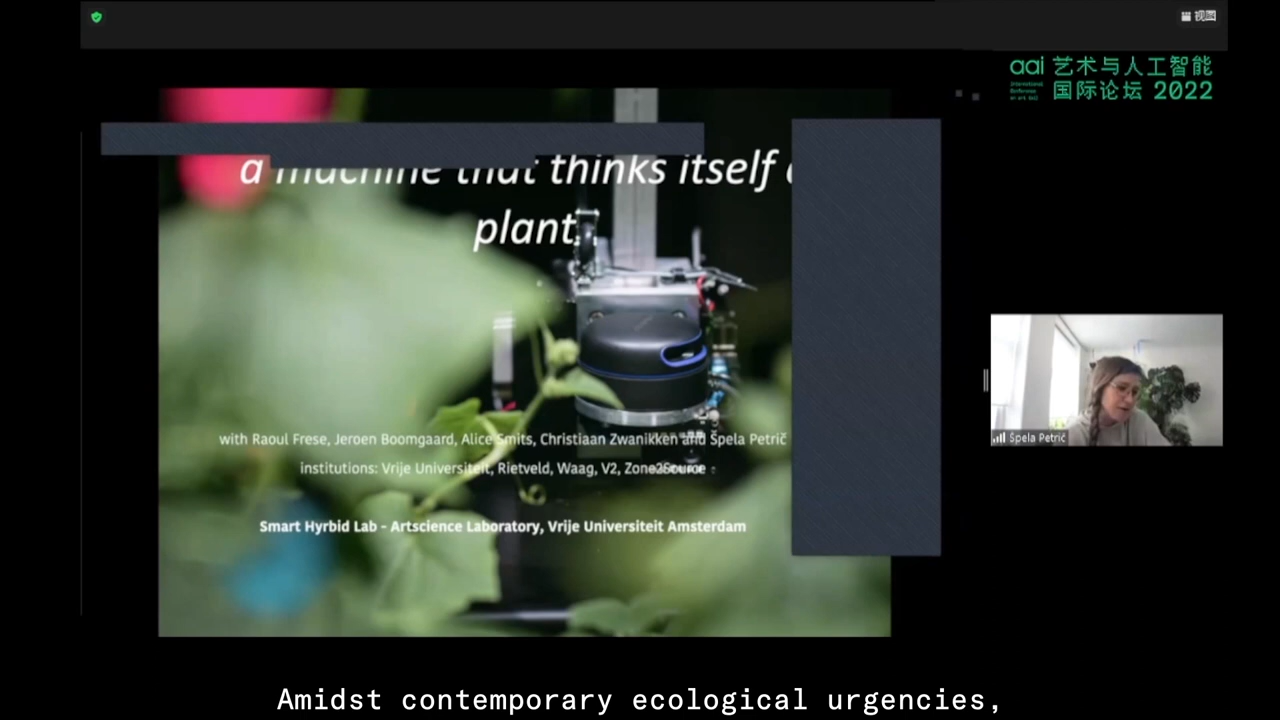 视图
aai 艺术与人工智能
国际论坛 2022
a machine that thinks itself
plant
with Raoul Frese, Jeroen Boomgaard, Alice Smits, Christiaan Zwanikken and Špela Petrič
institutions: Vrije Universiteit, Rietveld, Waag, V2, Zone2Source
Smart Hyrbid Lab - Artscience Laboratory, Vrije Universiteit Amsterdam
Špela Petrič
Amidst contemporary ecological urgencies,